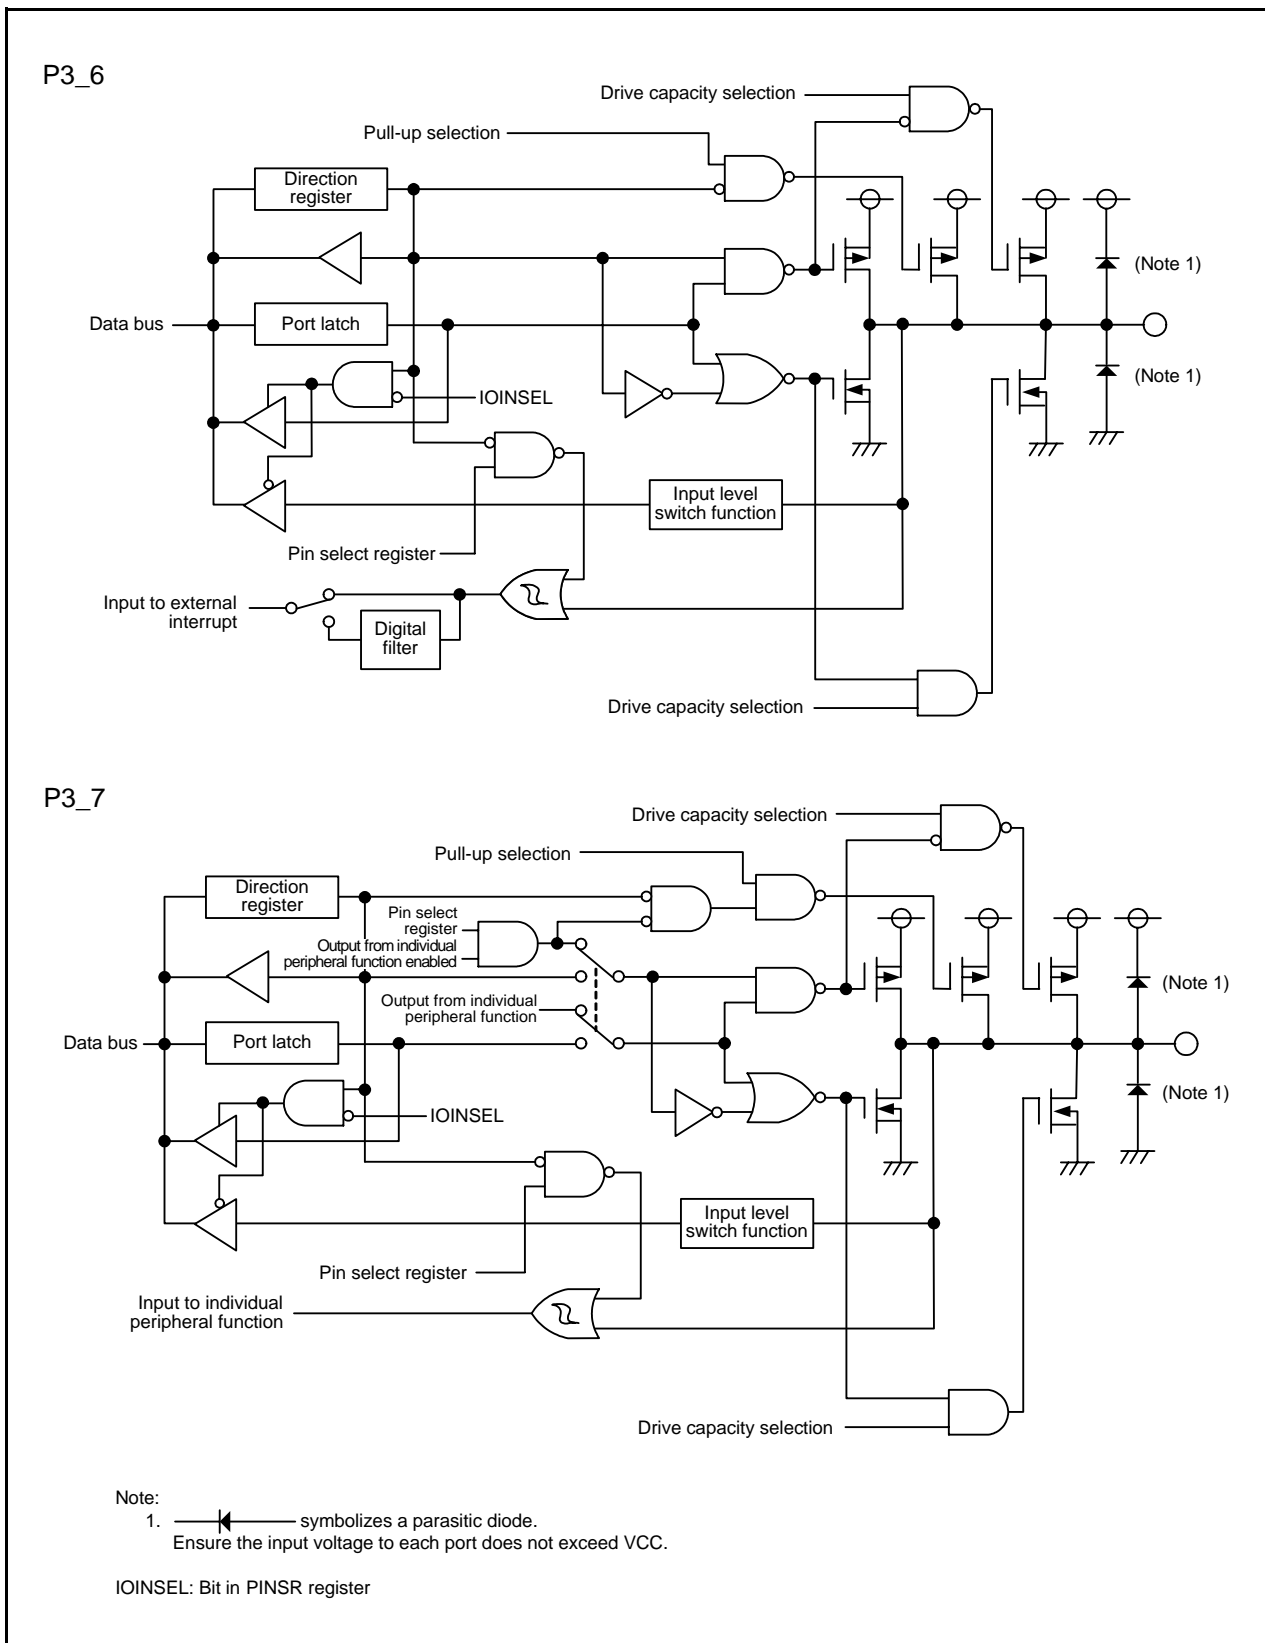 P3_6
Drive capacity selection
Pull-up selection
Direction
register
(Note 1)
Data bus
Port latch
(Note 1)
IOINSEL
Input level
switch function
Pin select register
Input to external
interrupt
Digital
filter
Drive capacity selection
P3_7
Drive capacity selection
Pull-up selection
Direction
register
Pin select
register
Output from individual
peripheral function enabled
(Note 1)
Output from individual
peripheral function
Data bus
Port latch
(Note 1)
IOINSEL
Input level
switch function
Pin select register
Input to individual
peripheral function
Drive capacity selection
Note:
1. symbolizes a parasitic diode.
Ensure the input voltage to each port does not exceed VCC.
IOINSEL: Bit in PINSR register